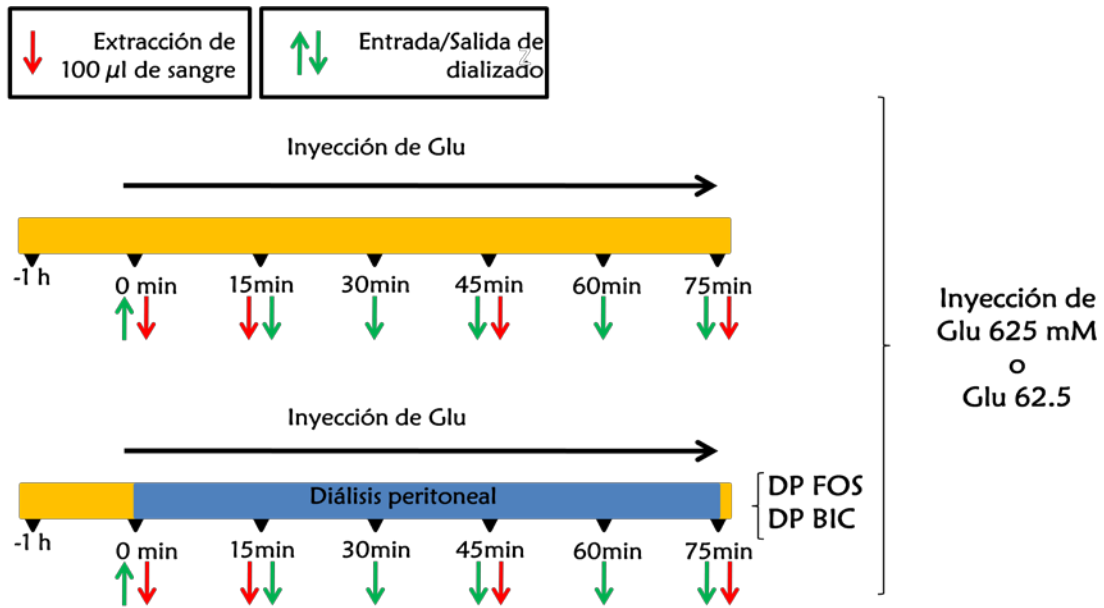 Extracción de
100 µl de sangre
Entrada/Salida de
dializado
Z
Inyección de Glu
-1 h
0 min
15min
30min
45min
60min
75min
Inyección de Glu
Diálisis peritoneal
-1 h
0 min
15min
30min
45min
60min
75min
DP FOS
DP BIC
Inyección de
Glu 625 mM
o
Glu 62.5